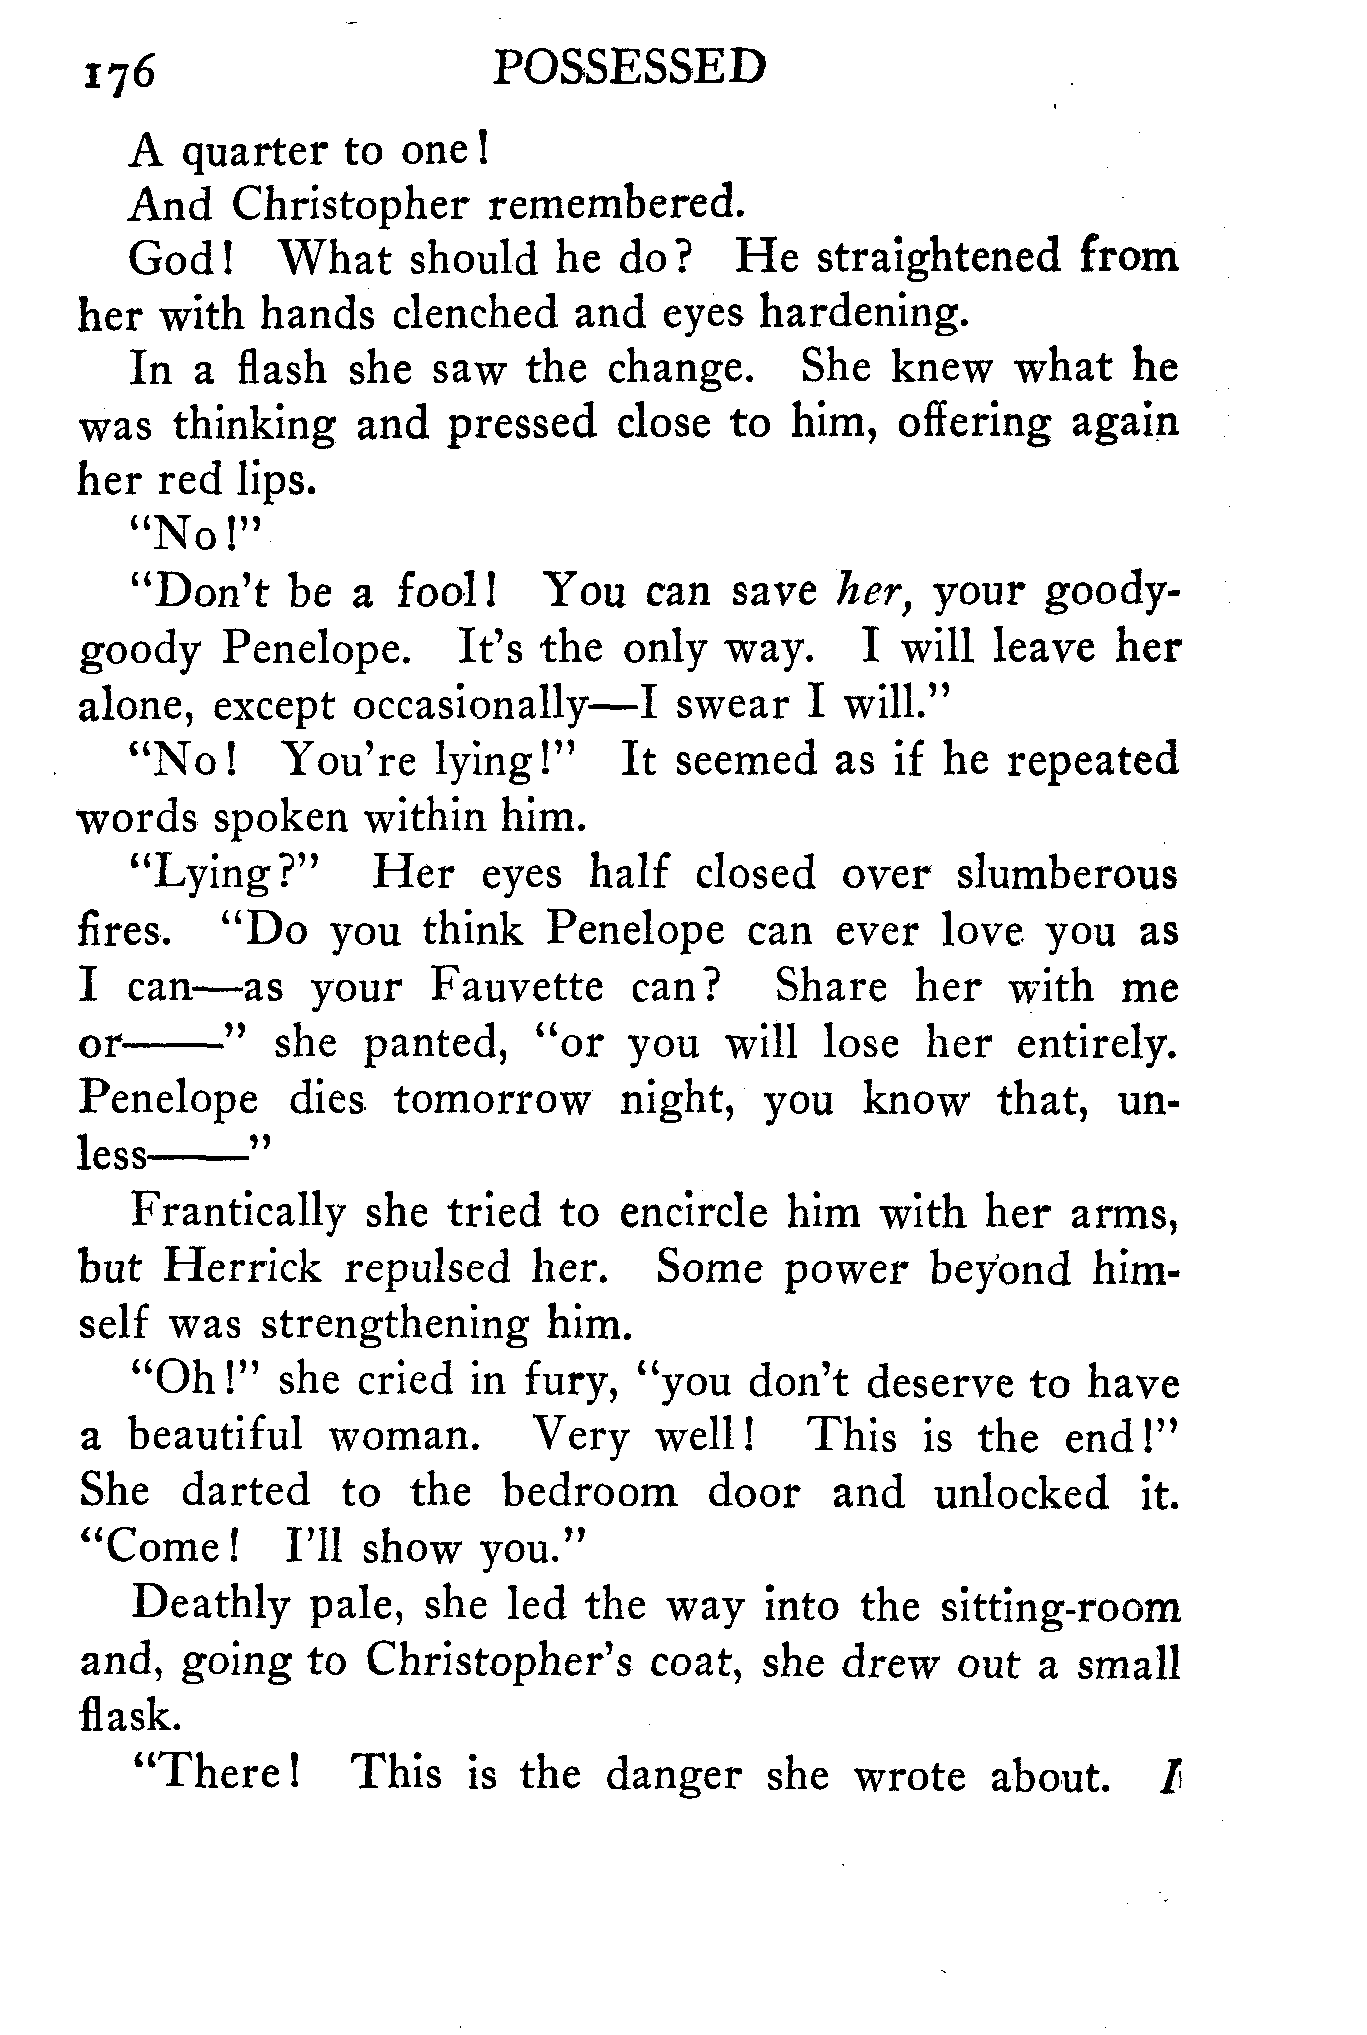 176 POSSESSED
A quarter to one!
And Christopher remembered.
God! What should he do? He straightened from
her with hands clenched and eyes hardening.
In a flash she saw the change. She knew what he
was thinking and pressed close to him, offering again
her red lips.
"No!"
"Don't be a fool! You can save her, your goody-
goody Penelope. It's the only way. I will leave her
alone, except occasionally—I swear I will."
"No! You're lying!" It seemed as if he repeated
words spoken within him.
"Lying?" Her eyes half closed over slumberous
fires. "Do you think Penelope can ever love you as
I can—as your Fauvette can? Share her with me
or——" she panted, "or you will lose her entirely.
Penelope dies tomorrow night, you know that, un-
less——"
Frantically she tried to encircle him with her arms,
but Herrick repulsed her. Some power beyond him-
self was strengthening him.
"Oh!" she cried in fury, "you don't deserve to have
a beautiful woman. Very well! This is the end!"
She darted to the bedroom door and unlocked it.
"Come! I'll show you."
Deathly pale, she led the way into the sitting-room
and, going to Christopher's coat, she drew out a small
flask.
"There! This is the danger she wrote about. I